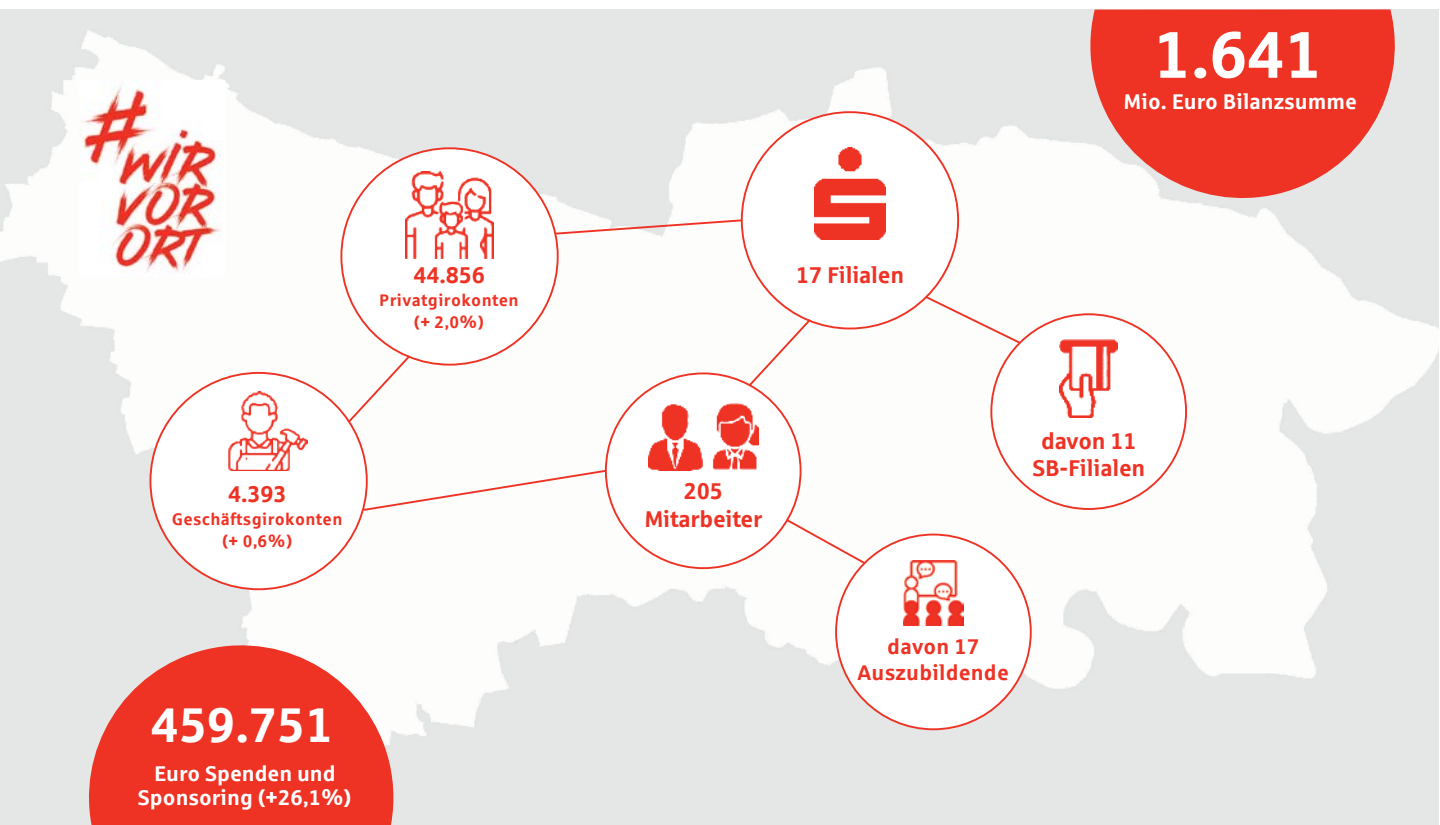 1.641
Mio. Euro Bilanzsumme
#
WIR
VOR
ORT
44.856
Privatgirokonten
(+ 2,0%)
17 Filialen
davon 11
SB-Filialen
4.393
Geschäftsgirokonten
(+ 0,6%)
205
Mitarbeiter
davon 17
Auszubildende
459.751
Euro Spenden und
Sponsoring (+26,1%)